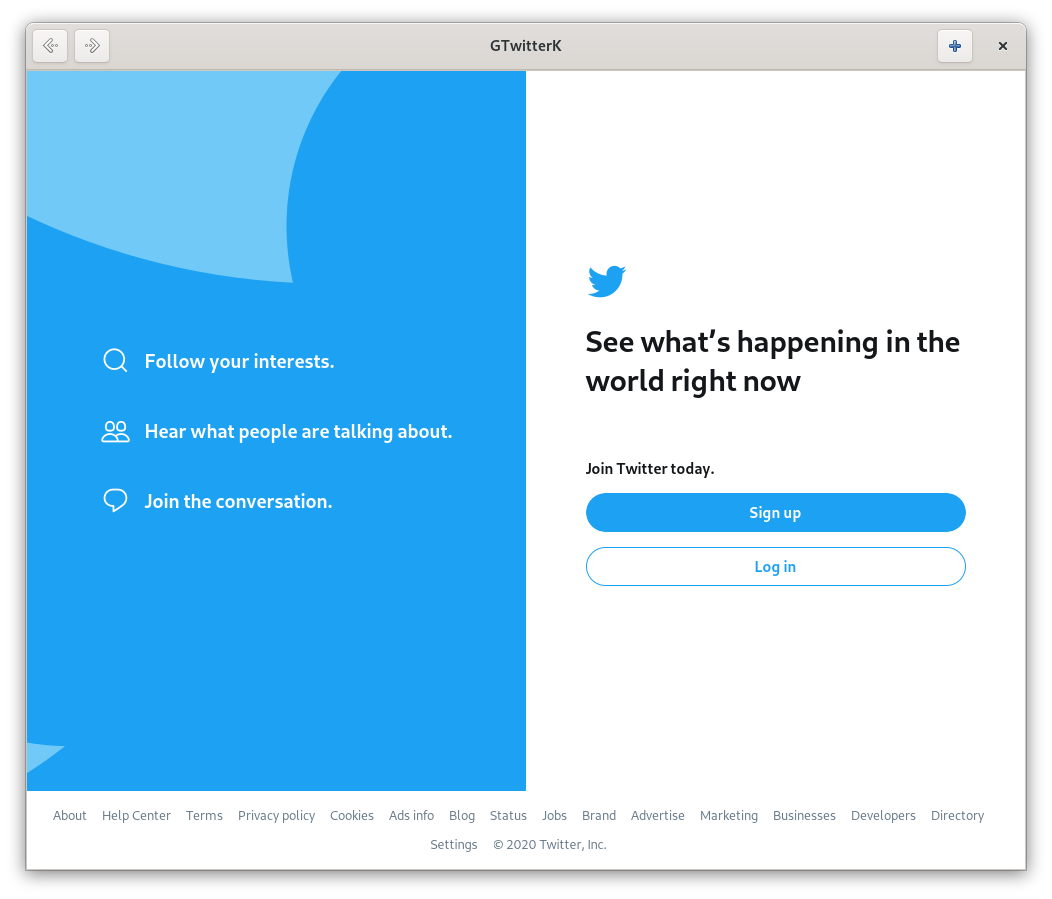 GTwitterK
Follow your interests.
Hear what people are talking about.
Join the conversation.
See what’s happening in the
world right now
Join Twitter today.
Sign up
Log in
About Help Center Terms Privacy policy Cookies Ads info Blog Status Jobs Brand Advertise Marketing Businesses Developers Directory
Settings © 2020 Twitter, Inc.